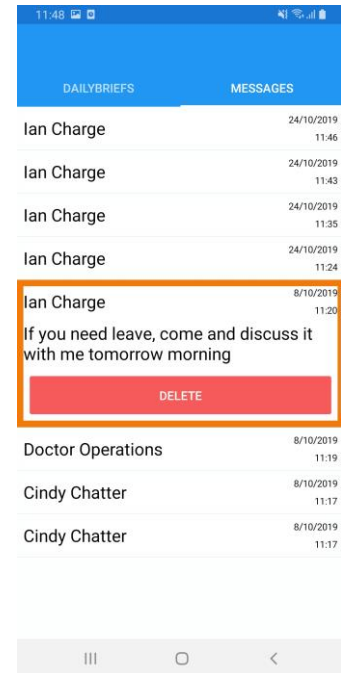 11:48
DAILYBRIEFS MESSAGES
Ian Charge 24/10/2019
11:46
Ian Charge 24/10/2019
11:43
Ian Charge 24/10/2019
11:35
Ian Charge 24/10/2019
11:24
Ian Charge 8/10/2019
11:20
If you need leave, come and discuss it
with me tomorrow morning
DELETE
Doctor Operations 8/10/2019
11:19
Cindy Chatter 8/10/2019
11:17
Cindy Chatter 8/10/2019
11:17